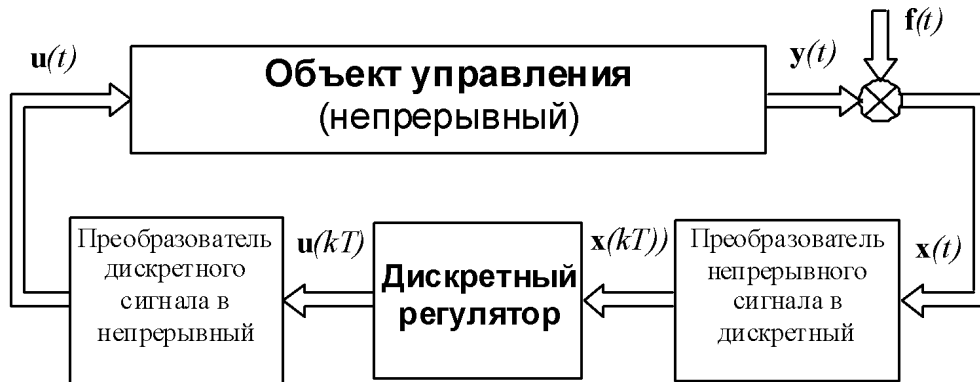 f(t)
u(t)
Объект управления
(непрерывный)
y(t)
Преобразователь
дискретного
сигнала в
непрерывный
u(kT)
Дискретный
регулятор
x(kT))
Преобразователь
непрерывного
сигнала в
дискретный
x(t)